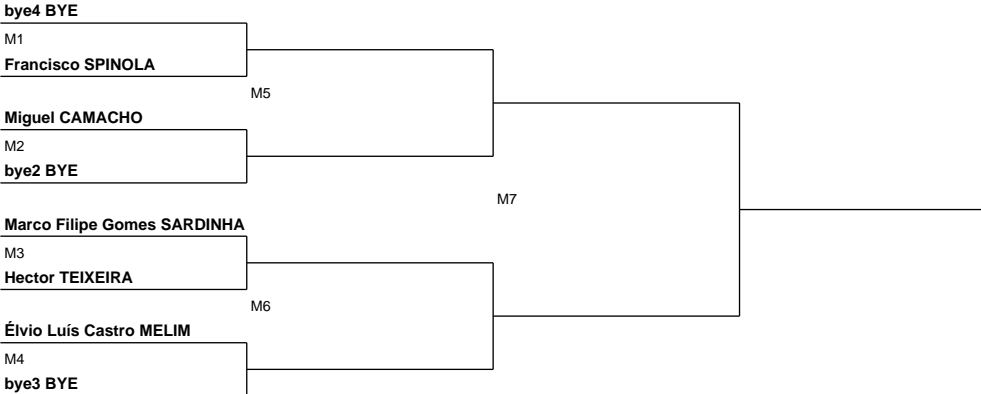 bye4 BYE
M1
Francisco SPINOLA
M5
Miguel CAMACHO
M2
bye2 BYE
M7
Marco Filipe Gomes SARDINHA
M3
Hector TEIXEIRA
M6
Élvio Luís Castro MELIM
M4
bye3 BYE